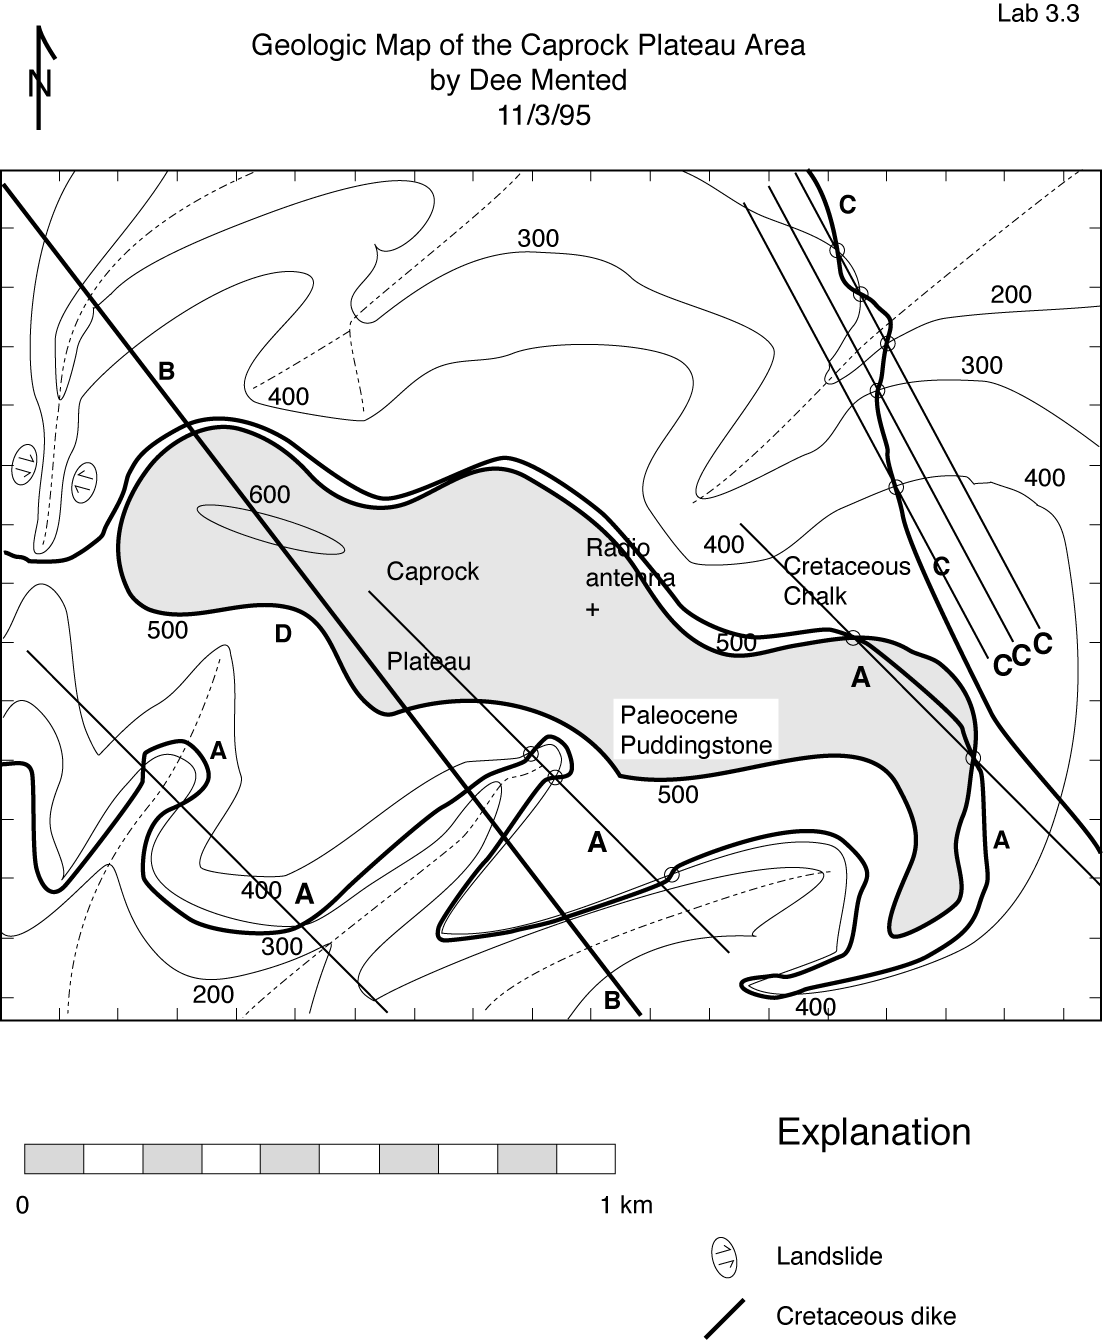 Lab 3.3
Geologic Map of the Caprock Plateau Area
by Dee Mented
11/3/95
N
C
300
200
B
300
400
400
600
400
Radio
antenna
+
Caprock
Cretaceous
Chalk
C
500
D
500
C
C
C
Plateau
A
Paleocene
Puddingstone
A
500
A
A
400
A
300
200
B
400
Explanation
0
1 km
Landslide
Cretaceous dike